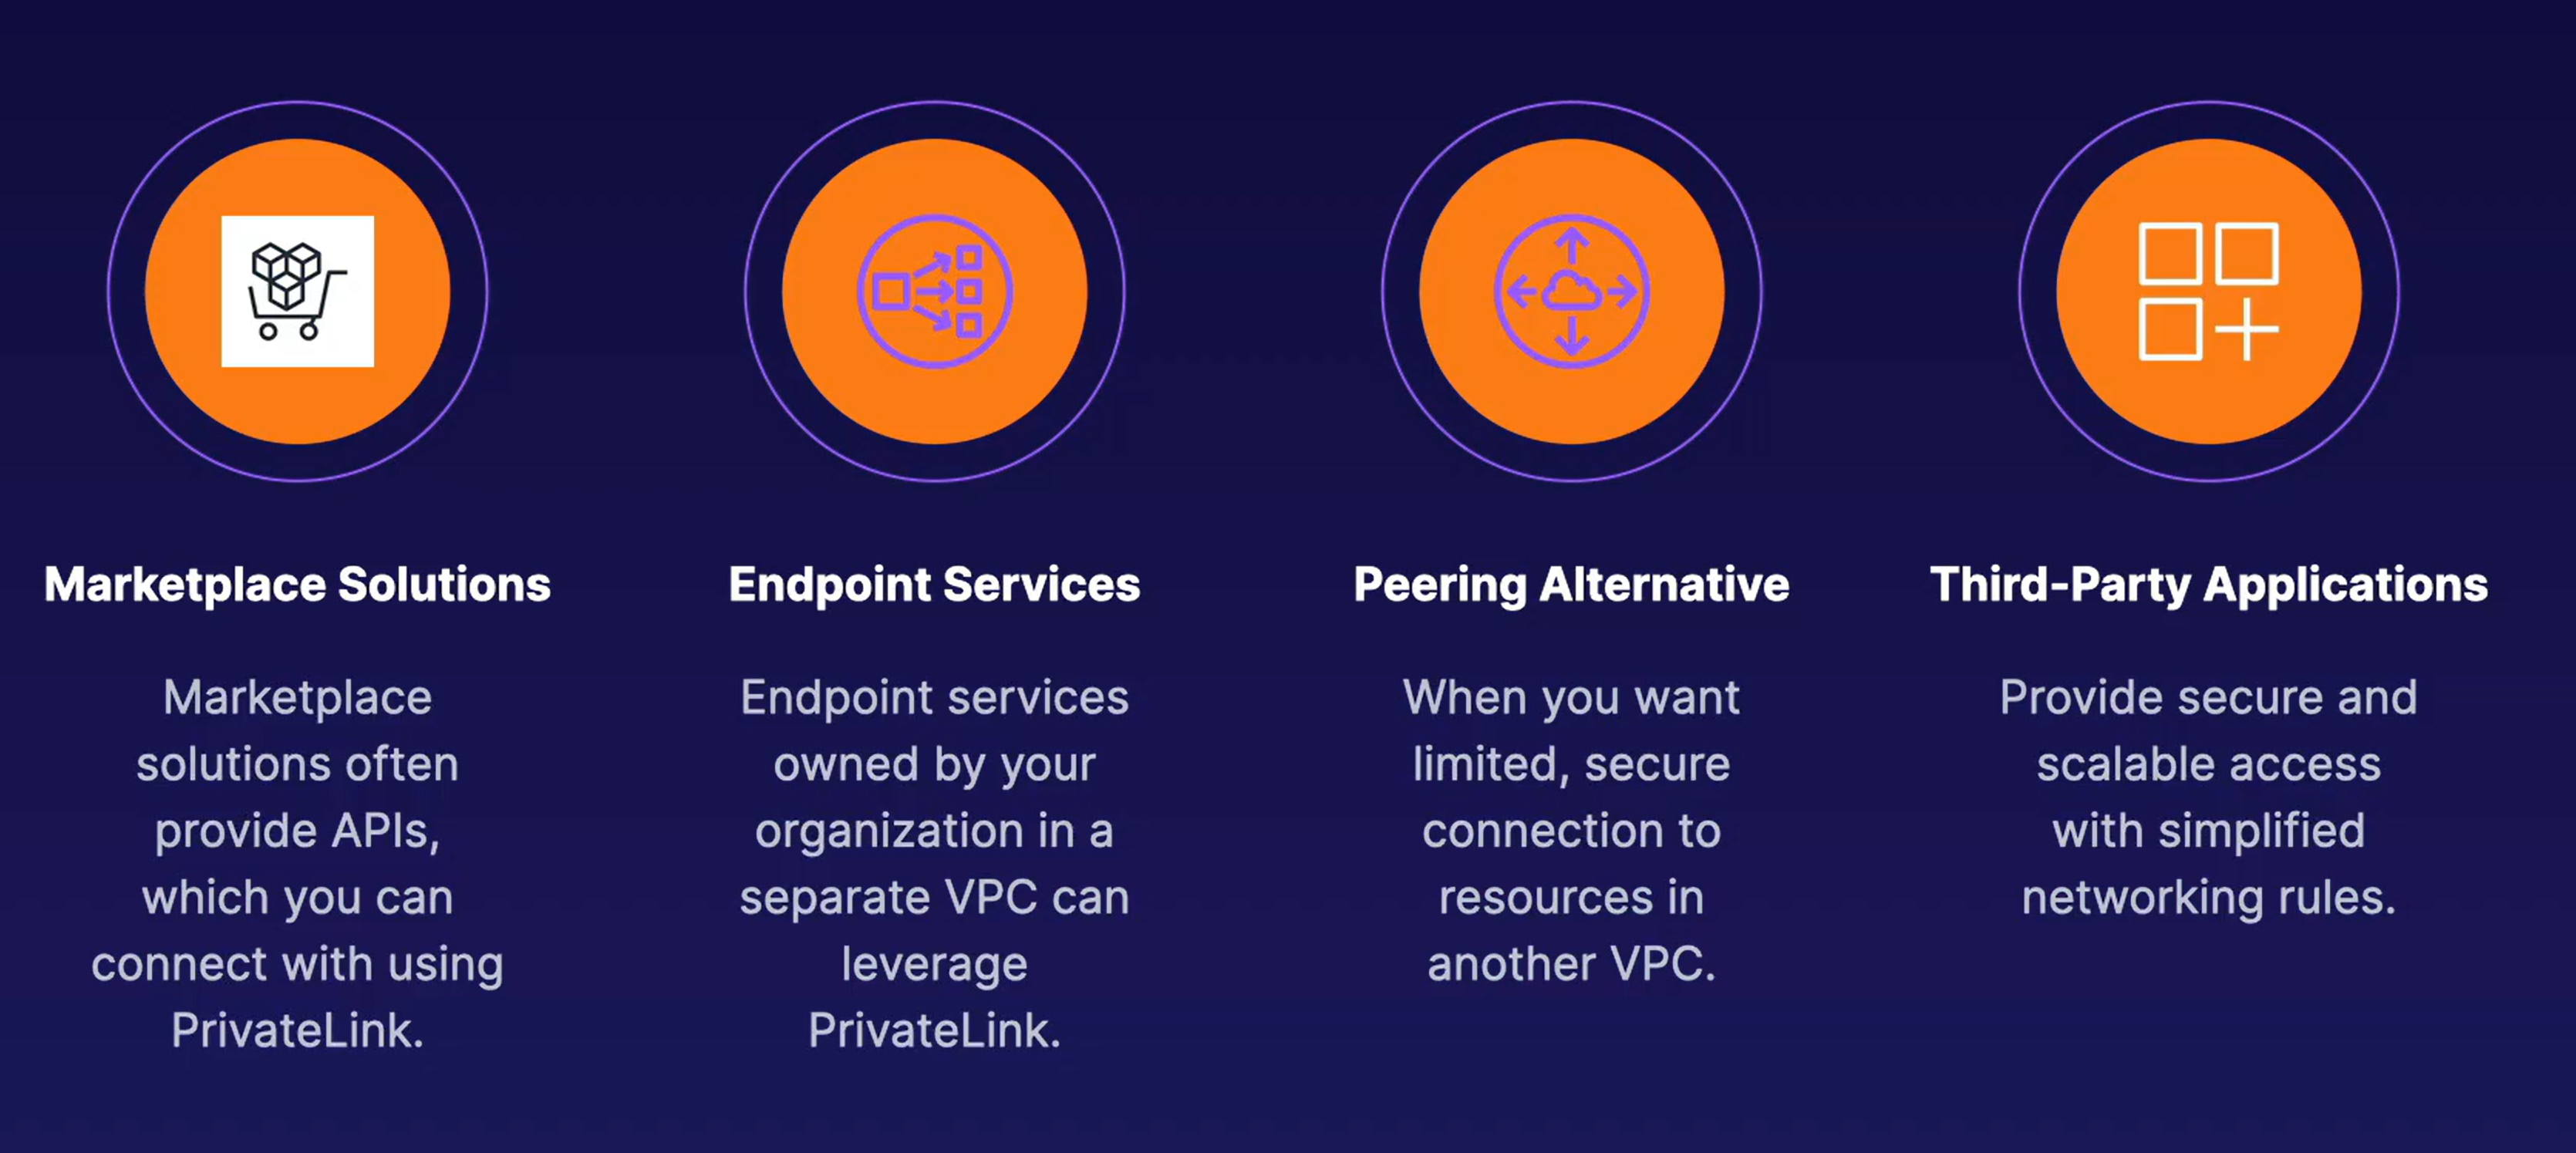 Marketplace Solutions
Marketplace
solutions often
provide APIs,
which you can
connect with using
PrivateLink.
Endpoint Services
Endpoint services
owned by your
organization in a
separate VPC can
leverage
PrivateLink.
Peering Alternative
When you want
limited, secure
connection to
resources in
another VPC.
Third-Party Applications
Provide secure and
scalable access
with simplified
networking rules.